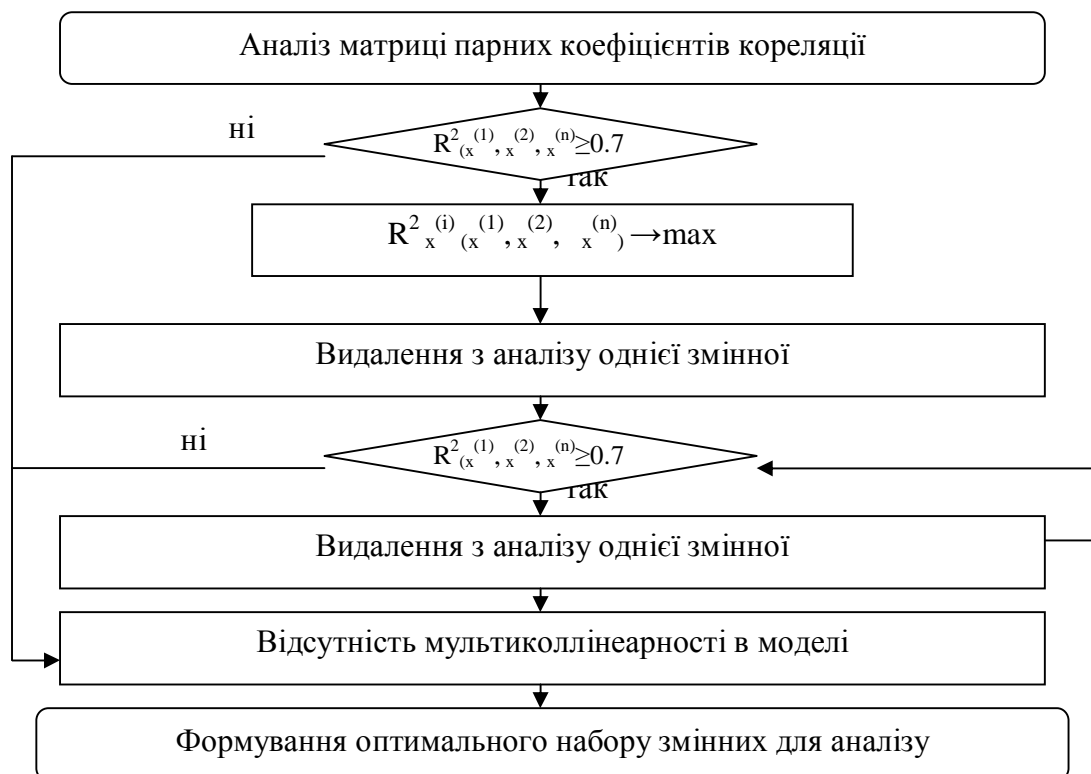 Аналіз матриці парних коефіцієнтів кореляції
ні
R²(x⁽¹⁾, x⁽²⁾, x⁽ⁿ⁾)≥0.7
так
R² x⁽ⁱ⁾ (x⁽¹⁾, x⁽²⁾, x⁽ⁿ⁾) →max
Видалення з аналізу однієї змінної
ні
R²(x⁽¹⁾, x⁽²⁾, x⁽ⁿ⁾)≥0.7
так
Видалення з аналізу однієї змінної
Відсутність мультиколлінеарності в моделі
Формування оптимального набору змінних для аналізу